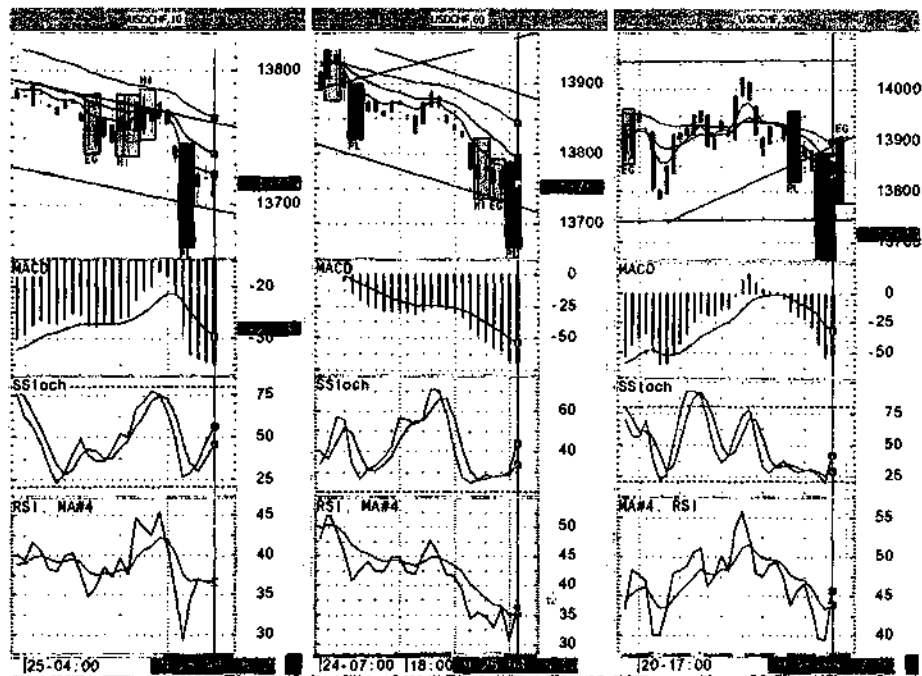 USDCHF,10
13800
13700
H4
EG
HI
PL
MACD
-20
-30
SStoch
75
50
25
RSI, MA#4
45
40
35
30
25-04:00
USDCHF,60
13900
13800
13700
PL
HI
EG
MACD
0
-25
-50
SStoch
60
40
RSI, MA#4
50
45
40
35
30
24-07:00
18:00
USDCHF,300
14000
13900
13800
13700
EG
PL
EG
MACD
0
-25
-50
SStoch
75
50
25
MA#4, RSI
55
50
45
40
20-17:00